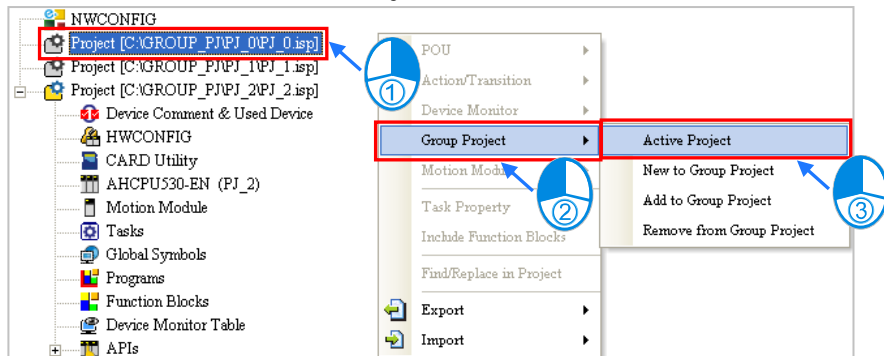 NWCONFIG
Project [C:\GROUP_PJ\PJ_0\PJ_0.isp]
Project [C:\GROUP_PJ\PJ_1\PJ_1.isp]
Project [C:\GROUP_PJ\PJ_2\PJ_2.isp]
Device Comment & Used Device
HWCONFIG
CARD Utility
AHCPU530-EN (PJ_2)
Motion Module
Tasks
Global Symbols
Programs
Function Blocks
Device Monitor Table
APIs
POU
Action/Transition
Device Monitor
Group Project
Motion Module
Task Property
Include Function Blocks
Find/Replace in Project
Export
Import
Active Project
New to Group Project
Add to Group Project
Remove from Group Project
1
2
3